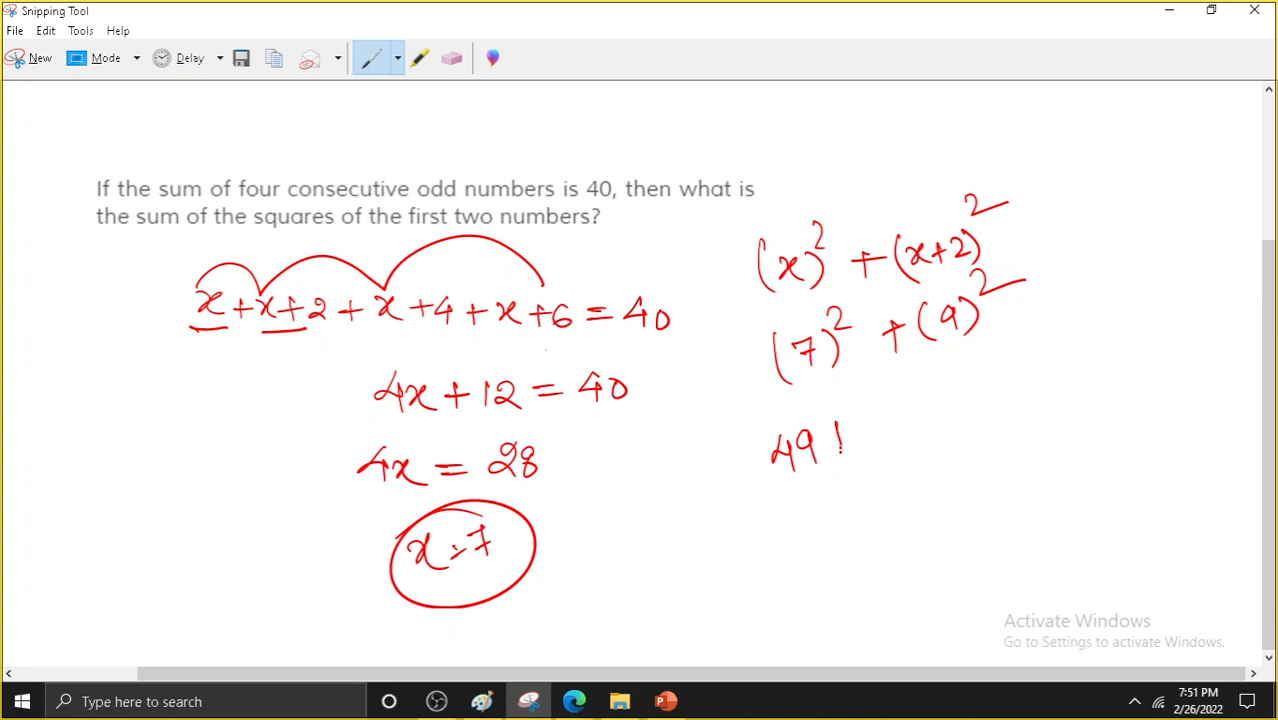 Snipping Tool
File Edit Tools Help
New Mode Delay
If the sum of four consecutive odd numbers is 40, then what is
the sum of the squares of the first two numbers?
x+x+2+x+4+x+6=40
4x+12=40
4x=28
x=7
(x)²+(x+2)²
(7)²+(9)²
49
Activate Windows
Go to Settings to activate Windows.
Type here to search
7:51 PM
2/26/2022